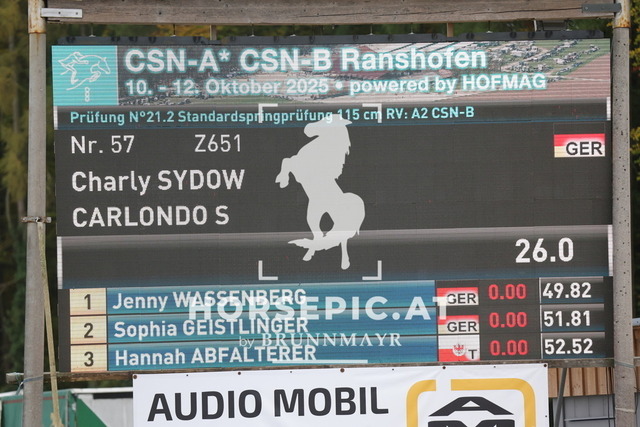 CSN-A* CSN-B Ranshofen
10. - 12. Oktober 2025 • powered by HOFMAG
Prüfung N°21.2 Standardspringprüfung 115 cm RV: A2 CSN-B
Nr. 57 Z651
GER
Charly SYDOW
CARLONDO S
26.0
1 Jenny WASSENBERG GER 0.00 49.82
HORSEPIC.AT
2 Sophia GEISTLINGER GER 0.00 51.81
by BRUNNMAYR
3 Hannah ABFALTERER T 0.00 52.52
AUDIO MOBIL